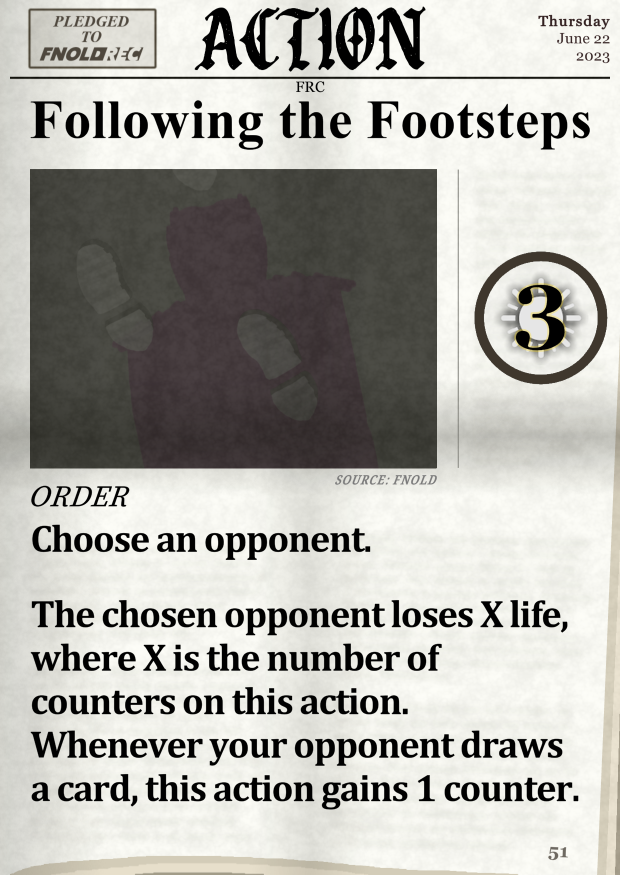 PLEDGED
TO
FNOLD REC
ACTION
Thursday
June 22
2023
FRC
Following the Footsteps
3
SOURCE: FNOLD
ORDER
Choose an opponent.
The chosen opponent loses X life,
where X is the number of
counters on this action.
Whenever your opponent draws
a card, this action gains 1 counter.
51